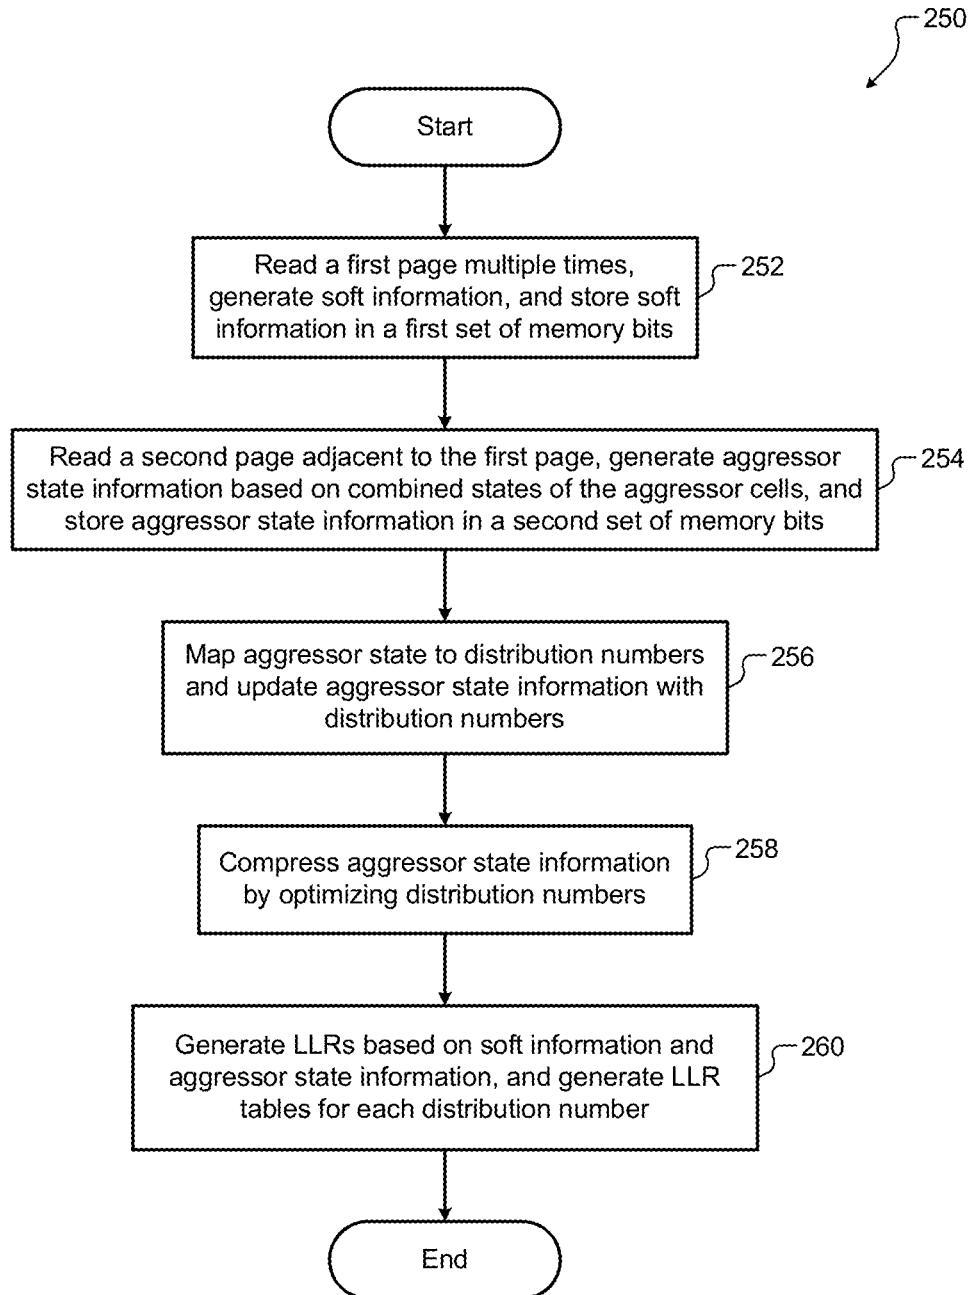 250
Start
Read a first page multiple times,
generate soft information, and store soft
information in a first set of memory bits
252
Read a second page adjacent to the first page, generate aggressor
state information based on combined states of the aggressor cells, and
store aggressor state information in a second set of memory bits
254
Map aggressor state to distribution numbers
and update aggressor state information with
distribution numbers
256
Compress aggressor state information
by optimizing distribution numbers
258
Generate LLRs based on soft information and
aggressor state information, and generate LLR
tables for each distribution number
260
End